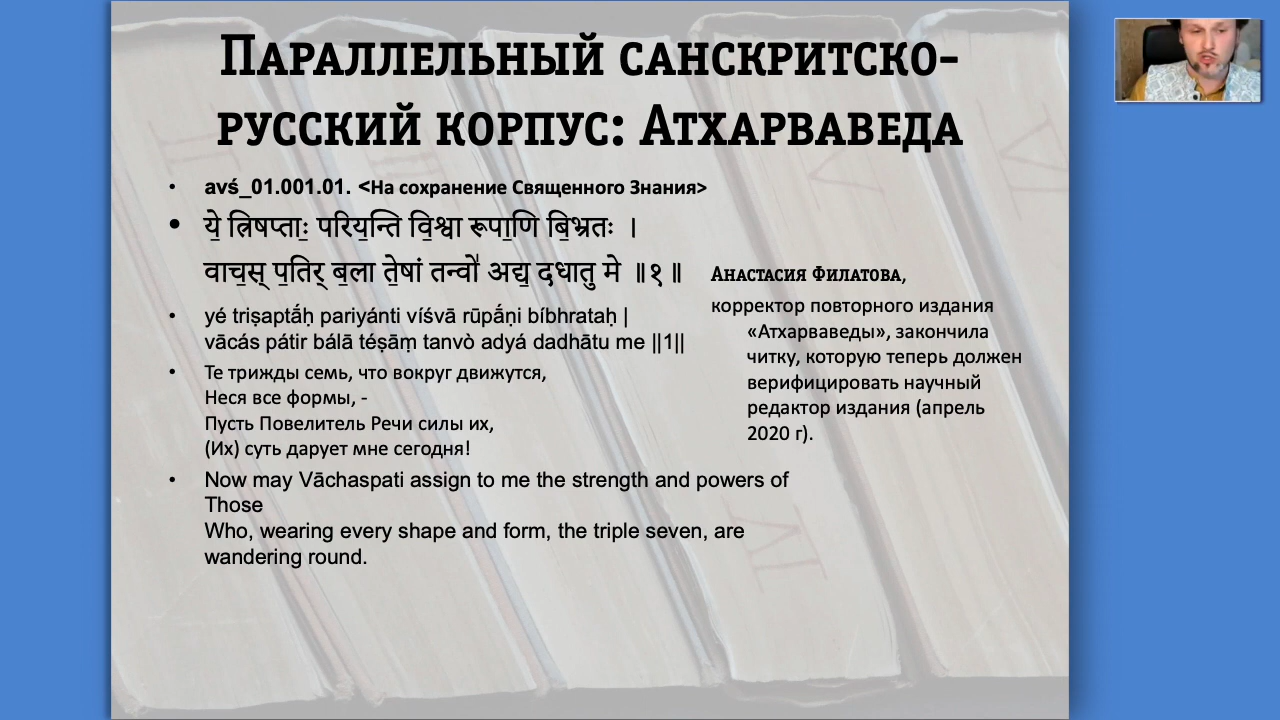 Параллельный санскритско-
русский корпус: Атхарваведа
• avś_01.001.01. <На сохранение Священного Знания>
• ये॒ त्रिषप्ताः॒ परिय॒न्ति वि॒श्वा रूपा॒णि बि॒भ्रतः ।
वाच॒स् प॒तिर् ब॒ला ते॒षां तन्वो॑ अद्य॒ दधातु मे ॥१॥
• yé triṣaptā́ḥ pariyánti víśvā rūpā́ṇi bíbhrataḥ |
vācás pátir bálā téṣāṃ tanvò adyá dadhātu me ||1||
• Те трижды семь, что вокруг движутся,
Неся все формы, -
Пусть Повелитель Речи силы их,
(Их) суть дарует мне сегодня!
• Now may Vāchaspati assign to me the strength and powers of
Those
Who, wearing every shape and form, the triple seven, are
wandering round.
Анастасия Филатова,
корректор повторного издания
«Атхарваведы», закончила
читку, которую теперь должен
верифицировать научный
редактор издания (апрель
2020 г).